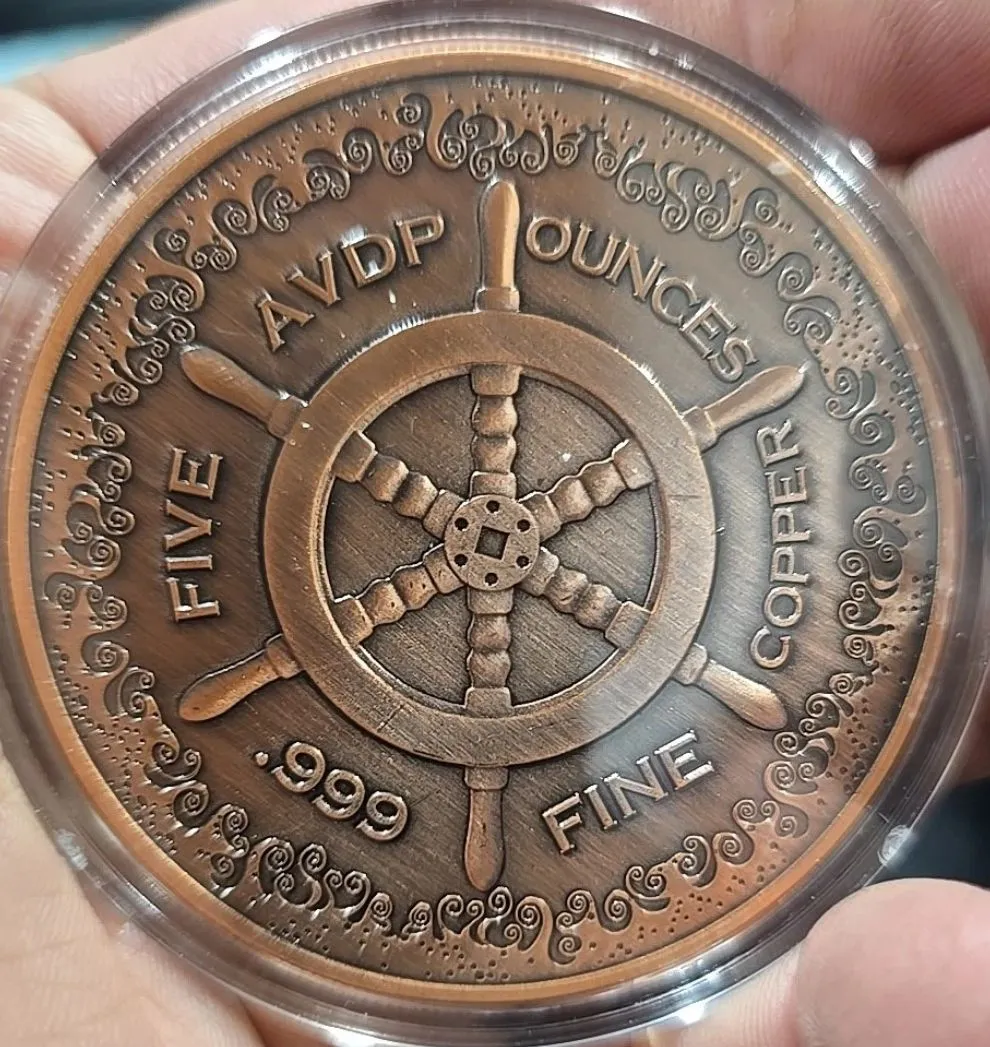 FIVE
AVDP
OUNCES
COPPER
.999
FINE